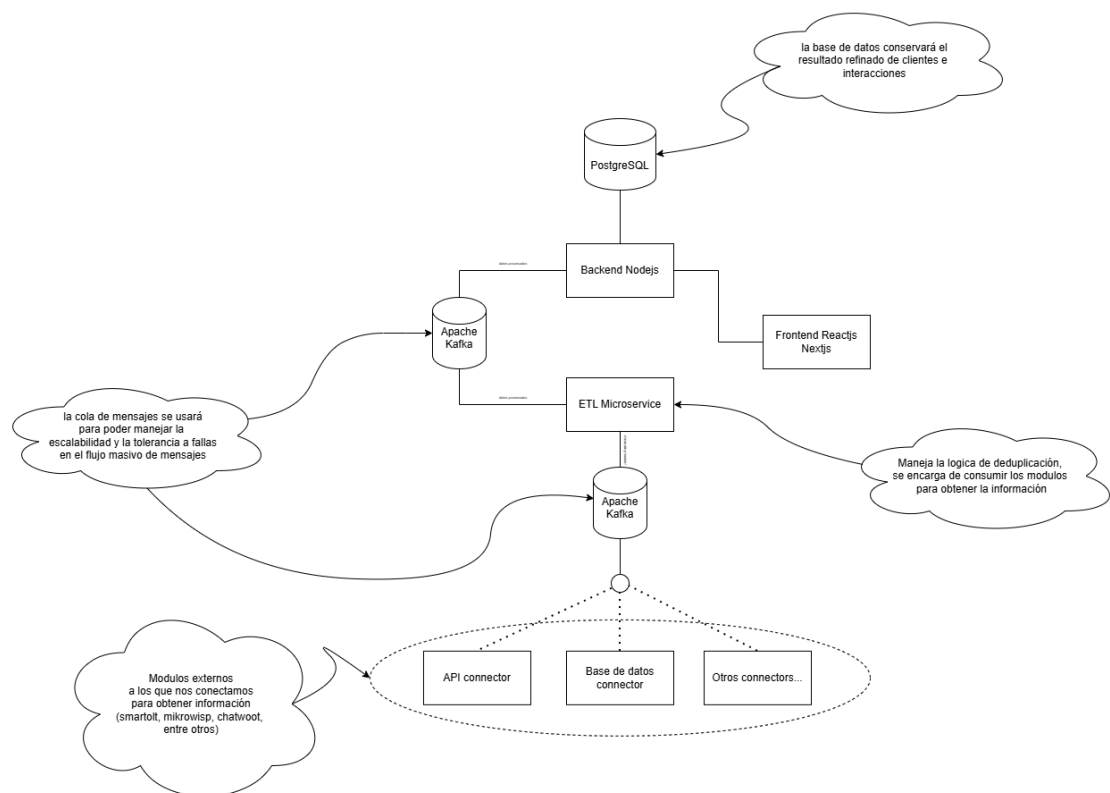 la base de datos conservará el
resultado refinado de clientes e
interacciones
PostgreSQL
Backend Nodejs
Apache
Kafka
Frontend Reactjs
Nextjs
ETL Microservice
la cola de mensajes se usará
para poder manejar la
escalabilidad y la tolerancia a fallas
en el flujo masivo de mensajes
Maneja la logica de deduplicación,
se encarga de consumir los modulos
para obtener la información
Apache
Kafka
API connector
Base de datos
connector
Otros connectors...
Modulos externos
a los que nos conectamos
para obtener información
(smartolt, mikrowisp, chatwoot,
entre otros)